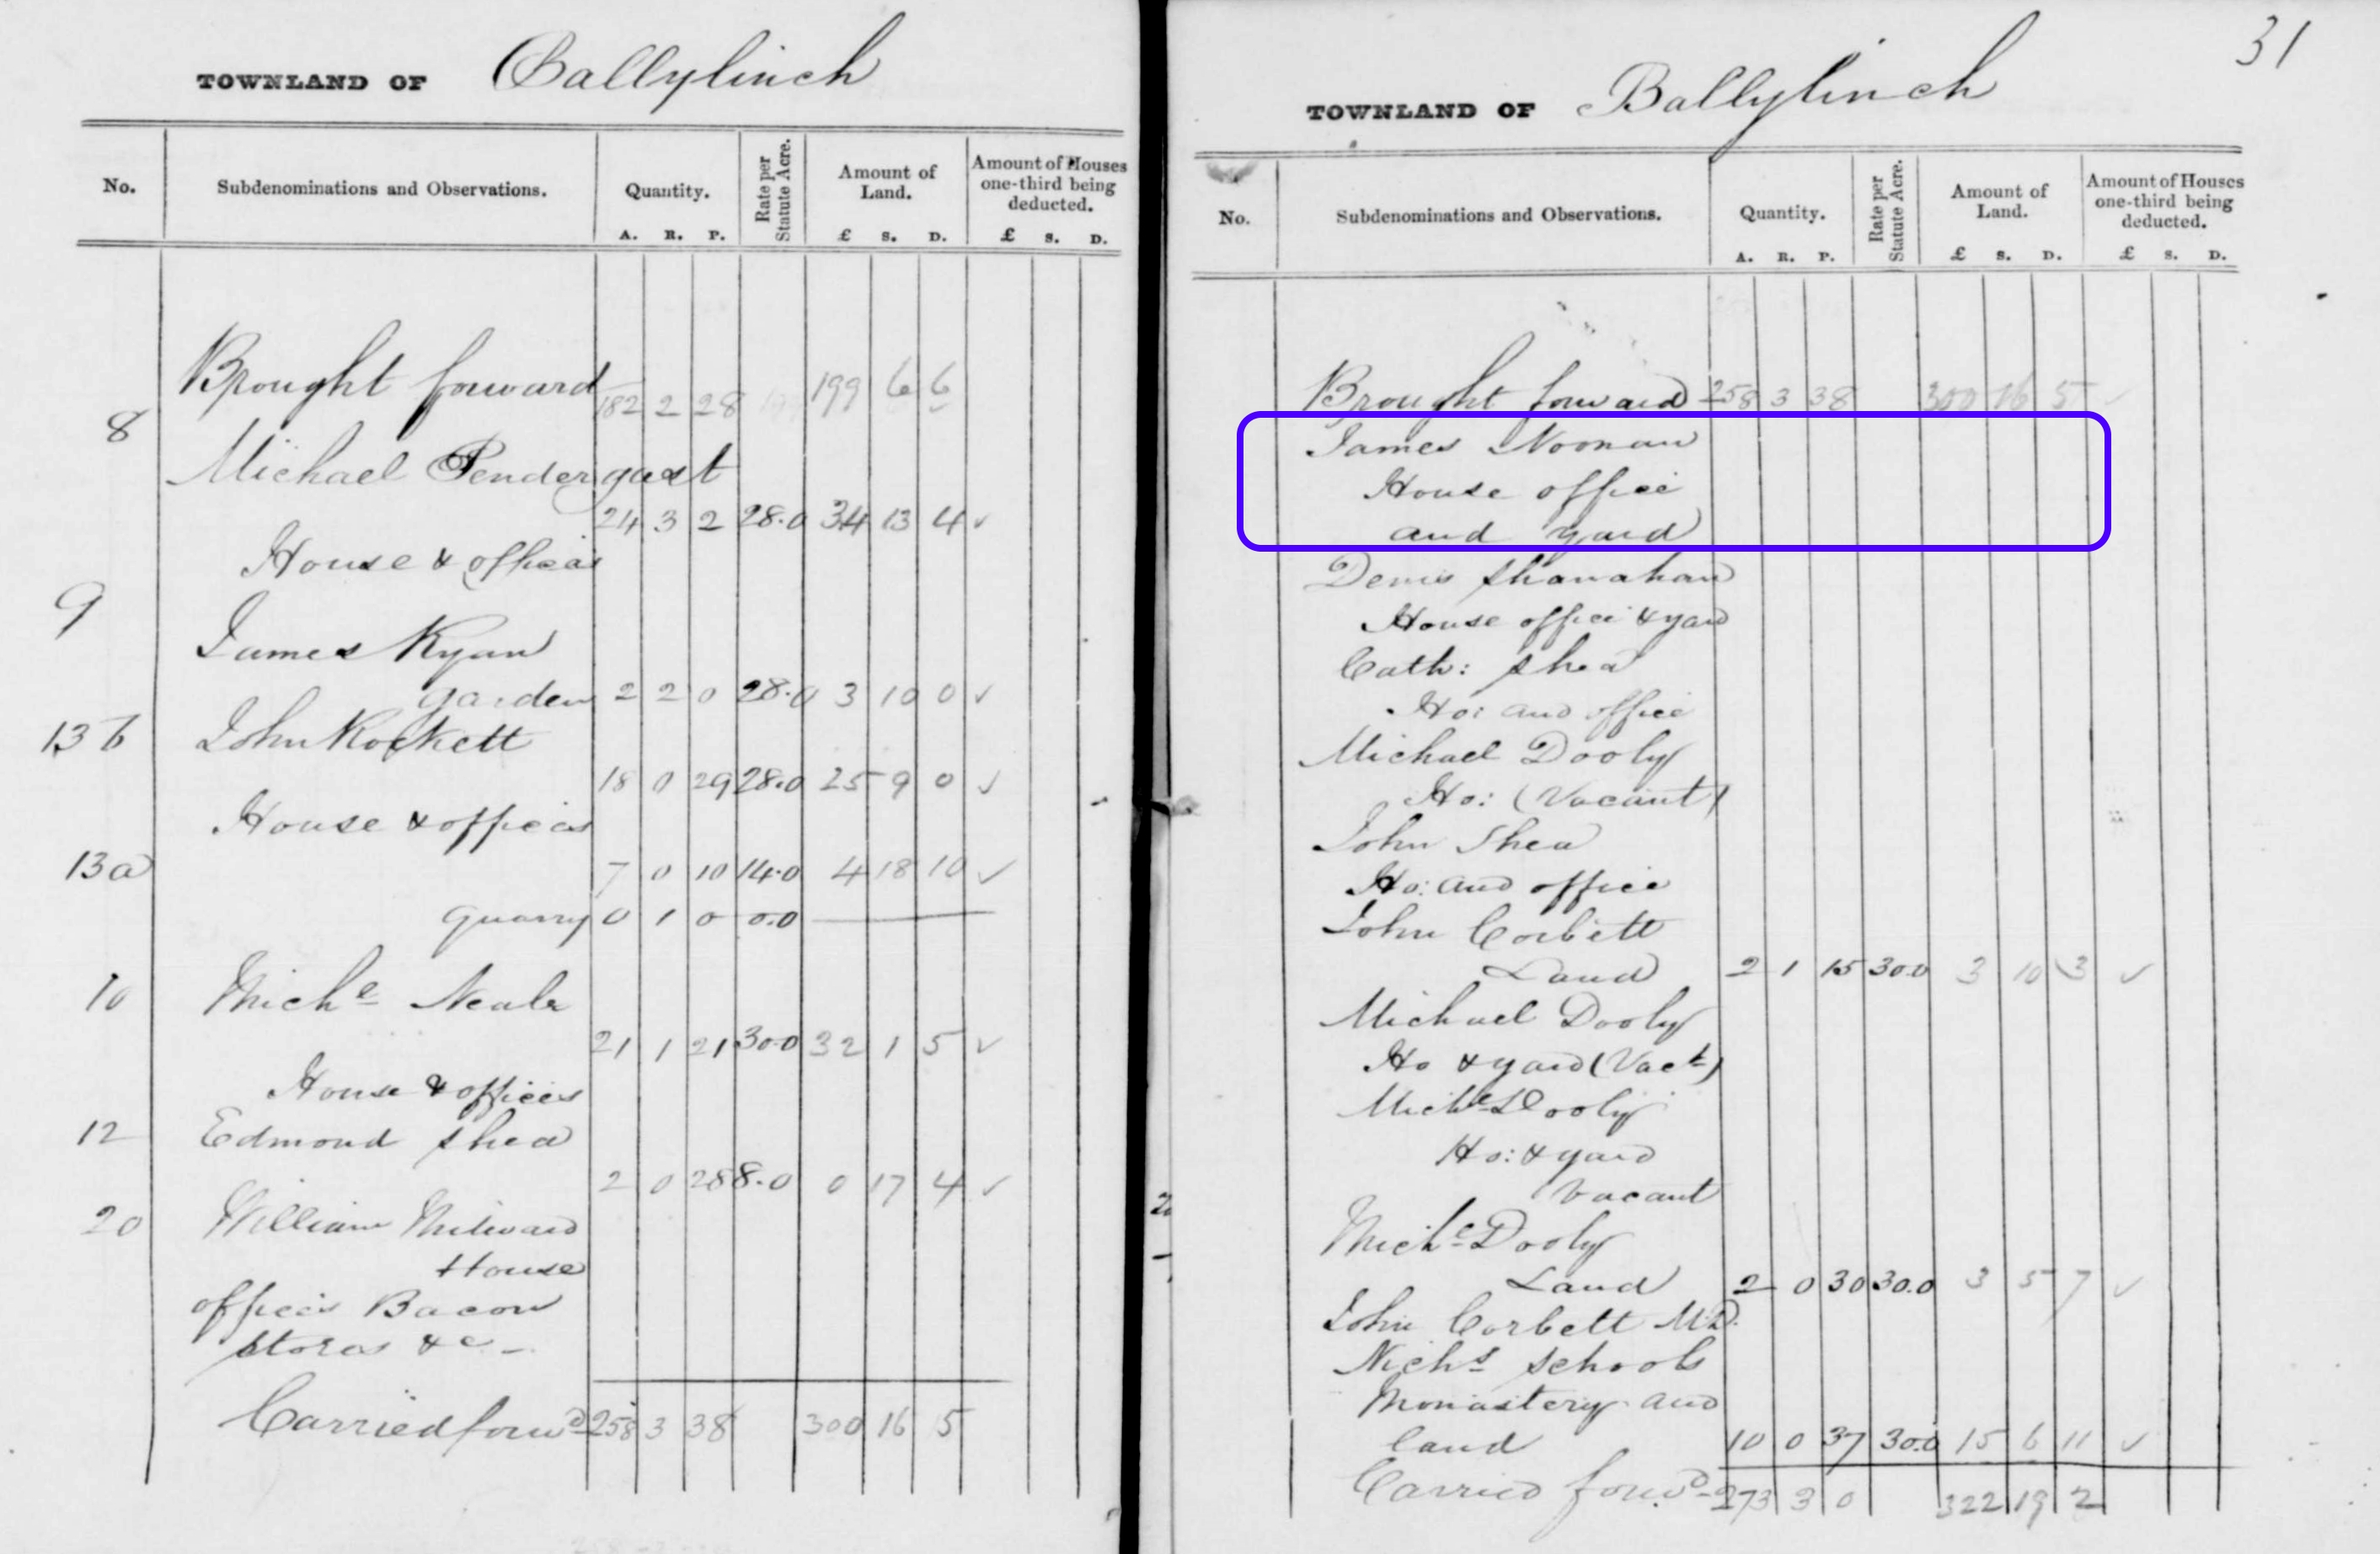 TOWNLAND OF Ballylinch
No. Subdenominations and Observations. Quantity. Rate per Statute Acre. Amount of Land. Amount of Houses one-third being deducted.
A. R. P. £ S. D. £ S. D.
Brought forward 182 2 28 199 6 6
8 Michael Pendergast
24 3 2 28.0 34 13 4 ✓
House & offices
9 James Ryan
garden 2 2 0 28.0 3 10 0 ✓
13 b John Rockett
18 0 29 28.0 25 9 0 ✓
House & offices
13a 7 0 10 14.0 4 18 10 ✓
quarry 0 1 0 0.0 —
10 Michˡ Neale
21 1 21 30.0 32 1 5 ✓
House & offices
12 Edmond Shea
2 0 28 8.0 0 17 4 ✓
20 William Milward
House
offices Bacon
stores &c –
Carried forwᵈ 258 3 38 300 16 5
31
TOWNLAND OF Ballylinch
No. Subdenominations and Observations. Quantity. Rate per Statute Acre. Amount of Land. Amount of Houses one-third being deducted.
A. R. P. £ S. D. £ S. D.
Brought forward 258 3 38 300 16 5 ✓
James Noonan
House office
and yard
Denis Shanahan
House office & yard
Cath: Shea
Ho: and office
Michael Dooly
Ho: (Vacant)
John Shea
Ho: and office
John Corbett
Land 2 1 15 30.0 3 10 3 ✓
Michael Dooly
Ho & yard (Vacᵗ)
Michˡ Dooly
Ho: & yard
Vacant
Michˡ Dooly
Land 2 0 30 30.0 3 5 7 ✓
John Corbett M.D.
Nichˢ schools
Monastery and
land 10 0 37 30.0 15 6 11 ✓
Carried forwᵈ 273 3 0 322 19 2